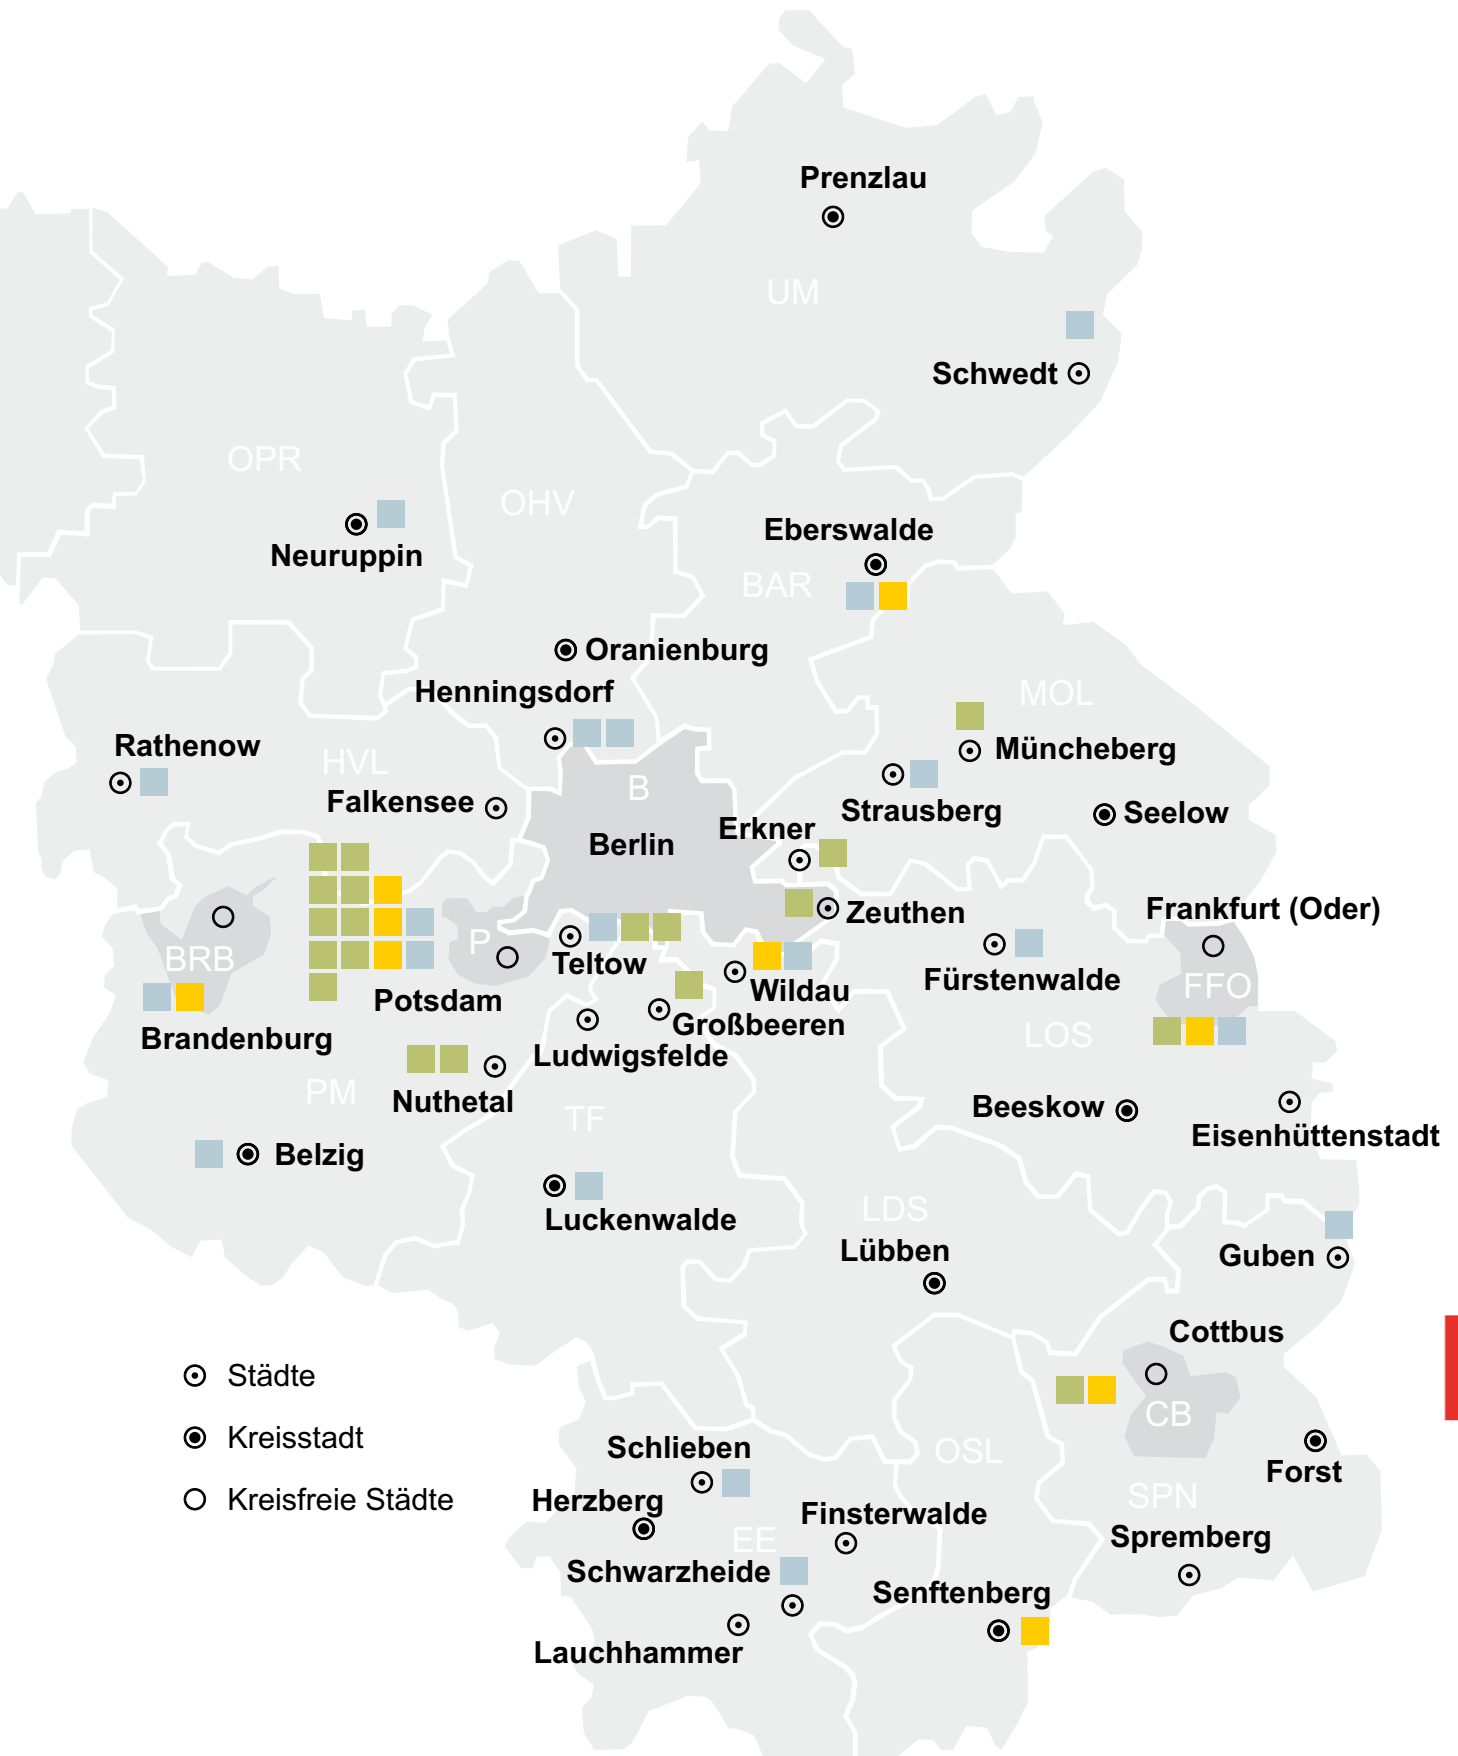 Prenzlau
UM
Schwedt
OPR
OHV
Neuruppin
Eberswalde
BAR
Oranienburg
Henningsdorf
MOL
Rathenow
HVL
Müncheberg
B
Falkensee
Strausberg
Seelow
Erkner
Berlin
Zeuthen
Frankfurt (Oder)
P
BRB
Teltow
Fürstenwalde
FFO
Wildau
Potsdam
Großbeeren
Brandenburg
LOS
Ludwigsfelde
PM
Nuthetal
TF
Beeskow
Eisenhüttenstadt
Belzig
LDS
Luckenwalde
Lübben
Guben
Cottbus
Städte
CB
Kreisstadt
Schlieben
OSL
Forst
Kreisfreie Städte
Herzberg
SPN
Finsterwalde
EE
Spremberg
Schwarzheide
Senftenberg
Lauchhammer